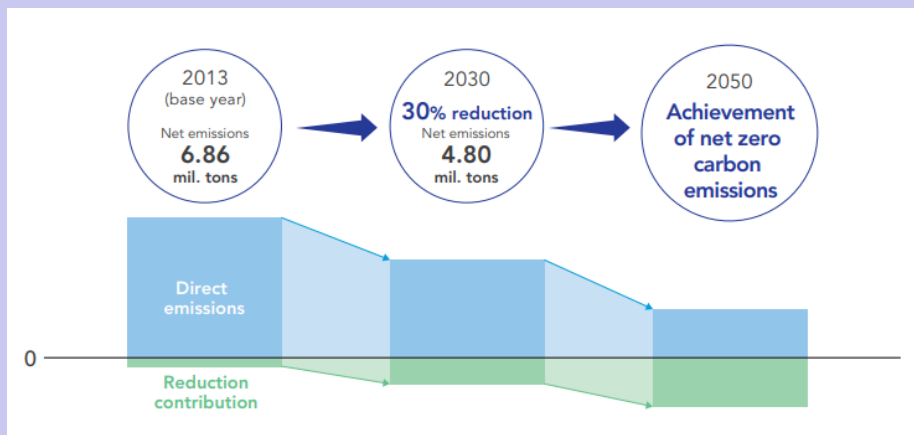 2013
(base year)
Net emissions
6.86
mil. tons
2030
30% reduction
Net emissions
4.80
mil. tons
2050
Achievement
of net zero
carbon
emissions
Direct
emissions
0
Reduction
contribution